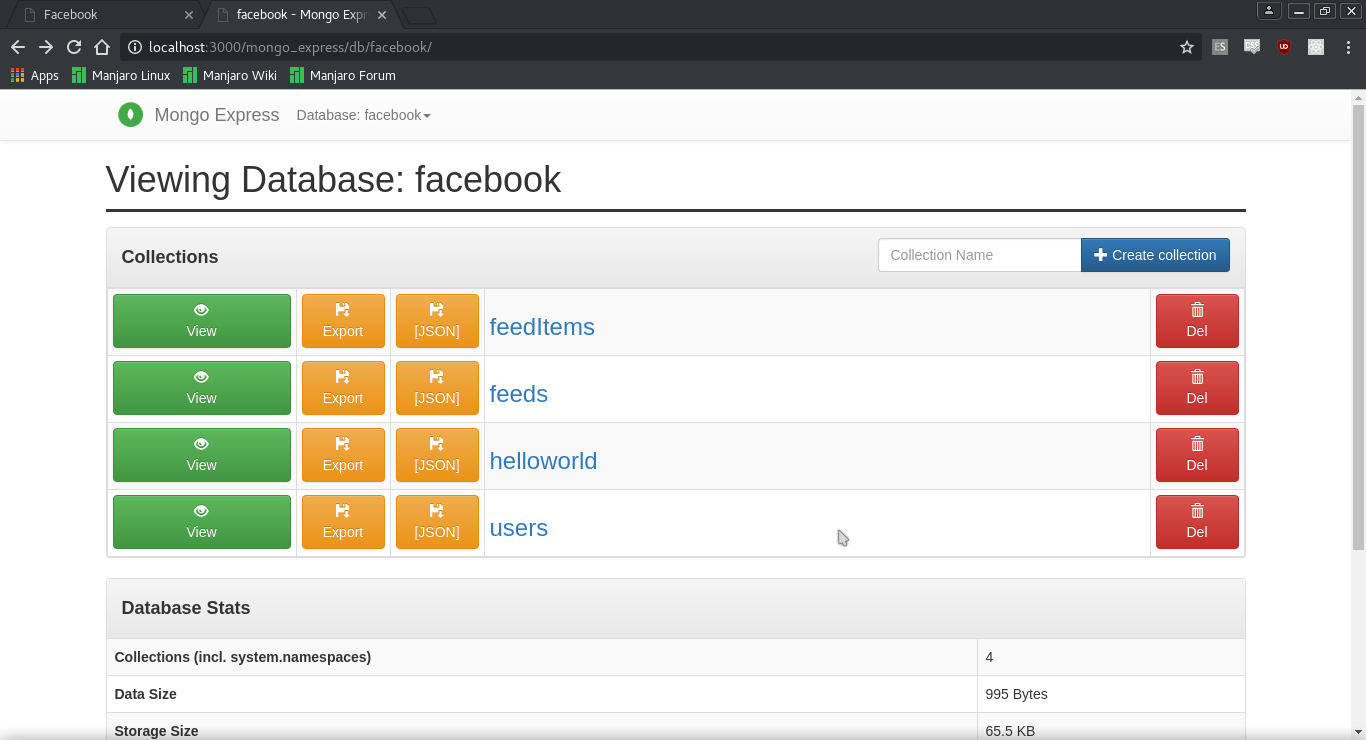 Facebook
facebook - Mongo Expr
localhost:3000/mongo_express/db/facebook/
ES
Apps Manjaro Linux Manjaro Wiki Manjaro Forum
Mongo Express Database: facebook
Viewing Database: facebook
Collections Collection Name Create collection
View Export [JSON] feedItems Del
View Export [JSON] feeds Del
View Export [JSON] helloworld Del
View Export [JSON] users Del
Database Stats
Collections (incl. system.namespaces) 4
Data Size 995 Bytes
Storage Size 65.5 KB